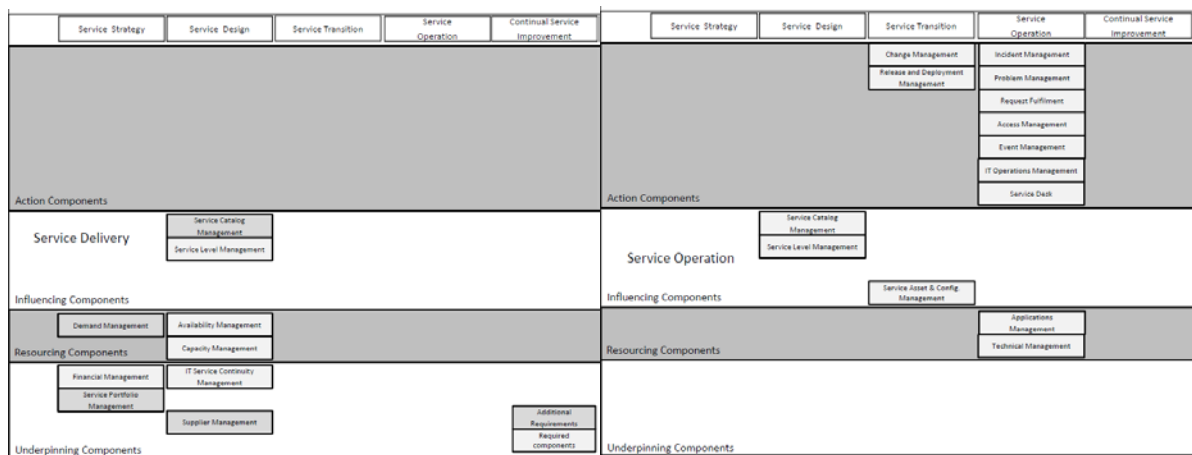 Service Strategy
Service Design
Service Transition
Service
Operation
Continual Service
Improvement
Action Components
Service Delivery
Service Catalog
Management
Service Level Management
Influencing Components
Demand Management
Availability Management
Capacity Management
Resourcing Components
Financial Management
IT Service Continuity
Management
Service Portfolio
Management
Supplier Management
Additional
Requirements
Required
components
Underpinning Components
Service Strategy
Service Design
Service Transition
Service
Operation
Continual Service
Improvement
Change Management
Release and Deployment
Management
Incident Management
Problem Management
Request Fulfilment
Access Management
Event Management
IT Operations Management
Service Desk
Action Components
Service Catalog
Management
Service Level Management
Service Operation
Service Asset & Config.
Management
Influencing Components
Applications
Management
Technical Management
Resourcing Components
Underpinning Components